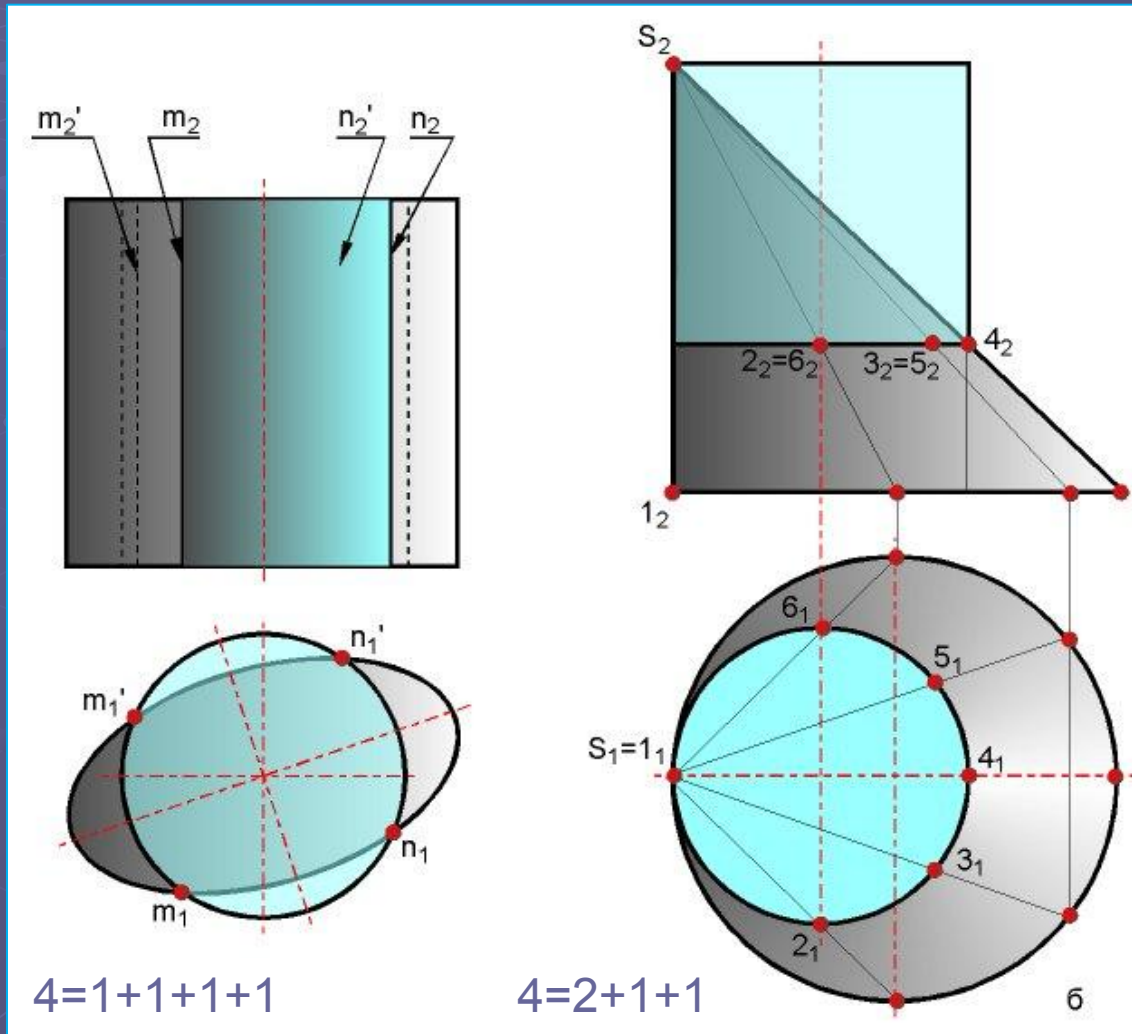 S₂
m₂' m₂ n₂' n₂
4₂
2₂=6₂ 3₂=5₂
1₂
6₁
n₁'
5₁
m₁'
S₁=1₁ 4₁
n₁
3₁
m₁
2₁
4=1+1+1+1 4=2+1+1 б